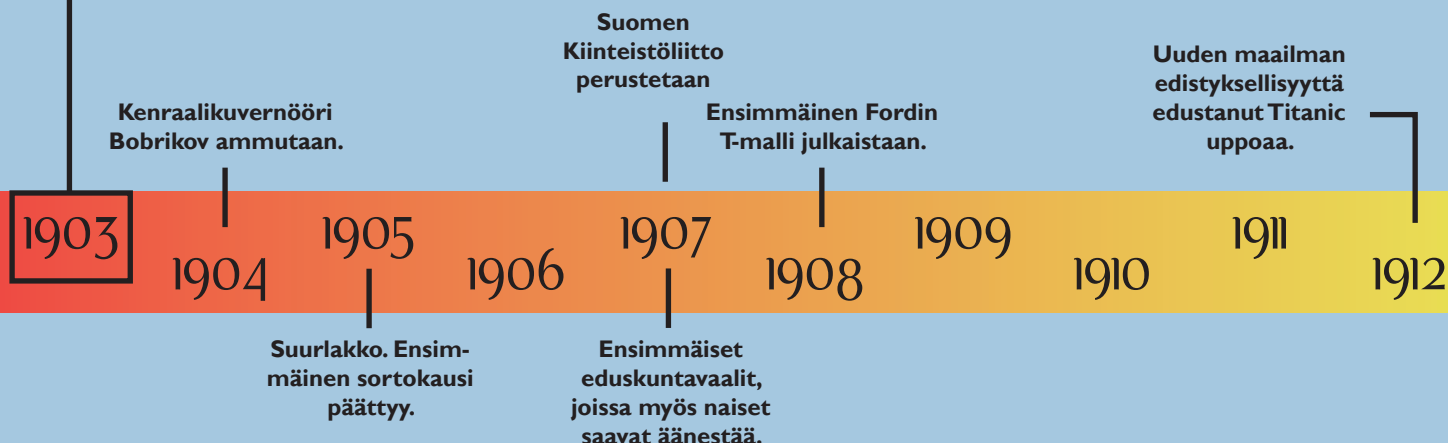 Suomen
Kiinteistöliitto
perustetaan
Uuden maailman
edistyksellisyyttä
edustanut Titanic
uppoaa.
Kenraalikuvernööri
Bobrikov ammutaan.
Ensimmäinen Fordin
T-malli julkaistaan.
1903
1904
1905
1906
1907
1908
1909
1910
1911
1912
Suurlakko. Ensim-
mäinen sortokausi
päättyy.
Ensimmäiset
eduskuntavaalit,
joissa myös naiset
saavat äänestää.